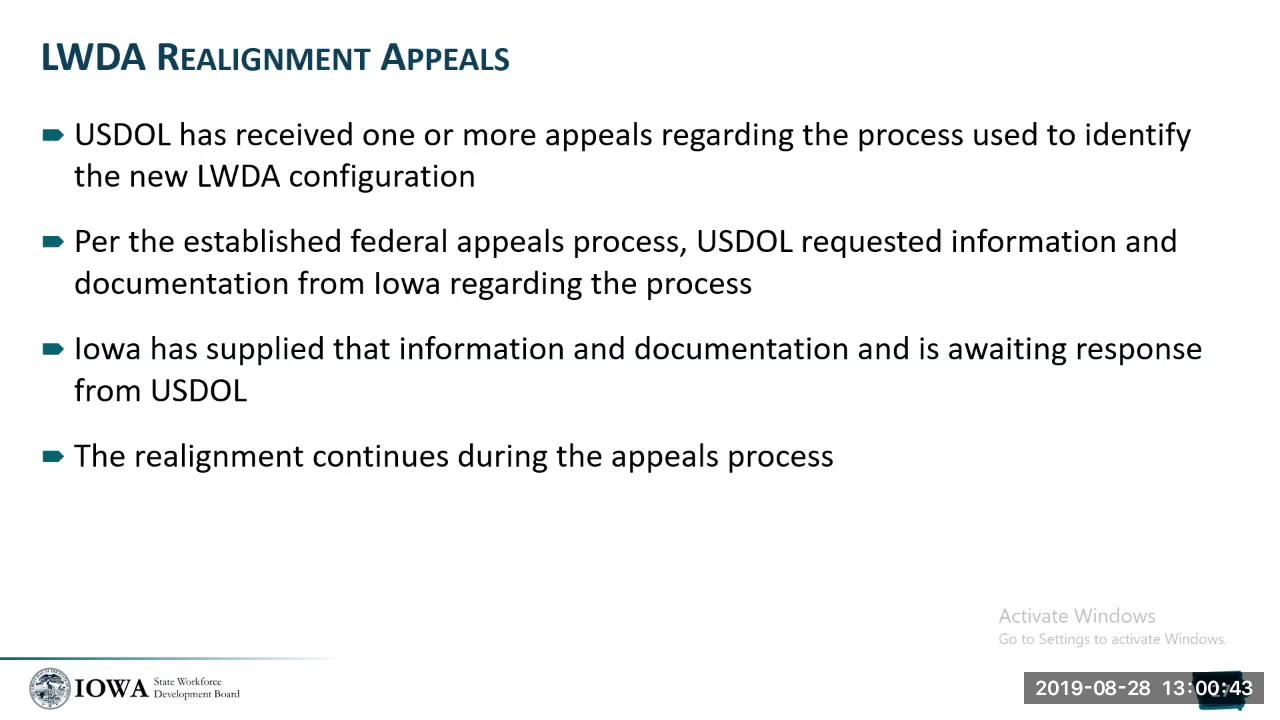 LWDA REALIGNMENT APPEALS
USDOL has received one or more appeals regarding the process used to identify
the new LWDA configuration
Per the established federal appeals process, USDOL requested information and
documentation from Iowa regarding the process
Iowa has supplied that information and documentation and is awaiting response
from USDOL
The realignment continues during the appeals process
Activate Windows
Go to Settings to activate Windows.
IOWA State Workforce
Development Board
2019-08-28 13:00:43